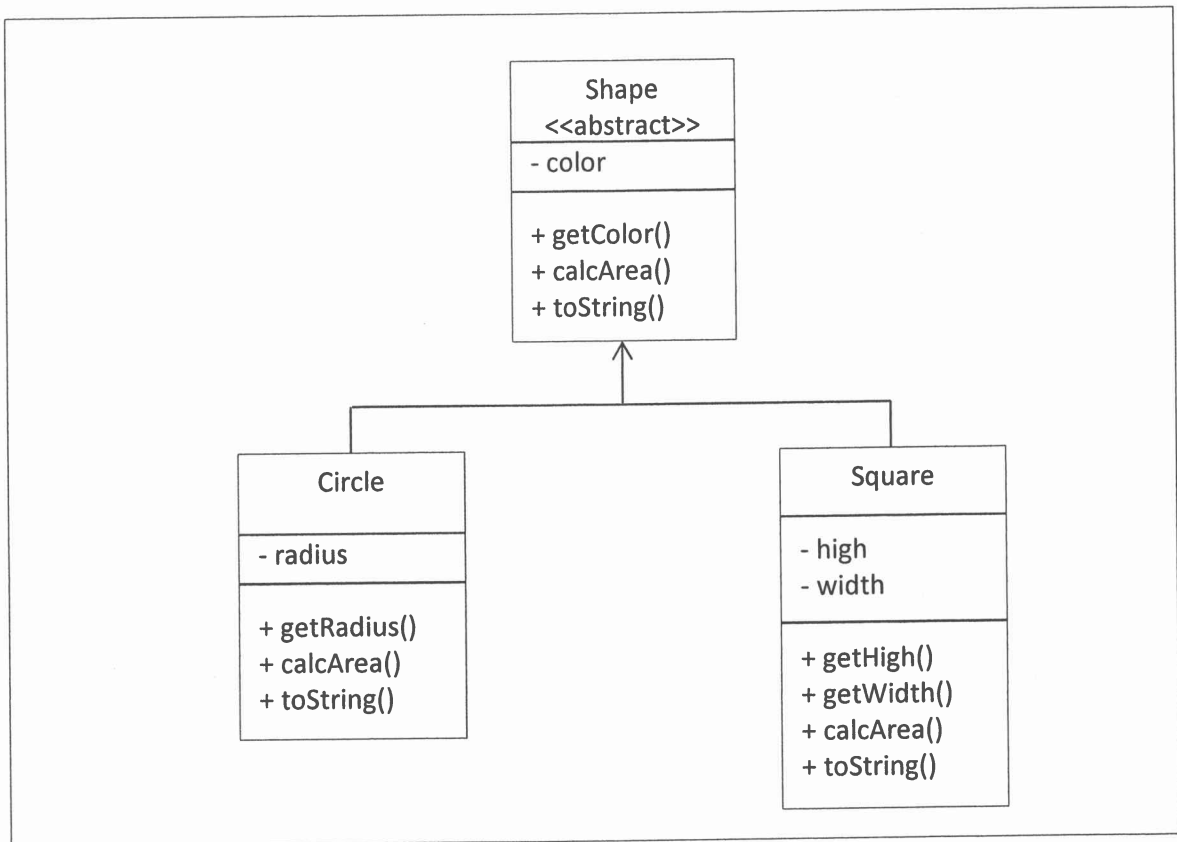 Shape
<<abstract>>
- color
+ getColor()
+ calcArea()
+ toString()
Circle
- radius
+ getRadius()
+ calcArea()
+ toString()
Square
- high
- width
+ getHigh()
+ getWidth()
+ calcArea()
+ toString()